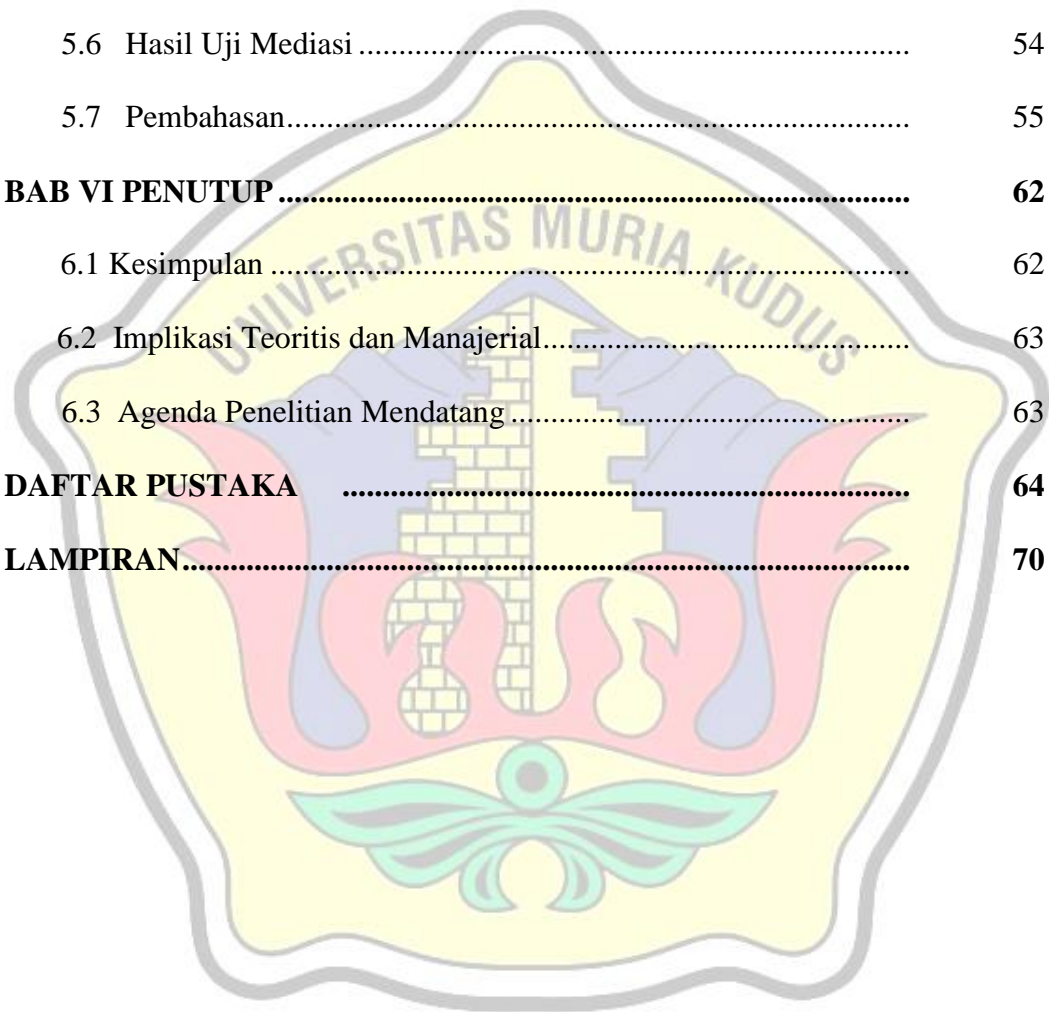 5.6 Hasil Uji Mediasi ........................................................................ 54
5.7 Pembahasan................................................................................ 55
BAB VI PENUTUP ............................................................................. 62
UNIVERSITAS MURIA KUDUS
6.1 Kesimpulan ................................................................................ 62
6.2 Implikasi Teoritis dan Manajerial.............................................. 63
6.3 Agenda Penelitian Mendatang .................................................. 63
DAFTAR PUSTAKA ..................................................................... 64
LAMPIRAN......................................................................................... 70